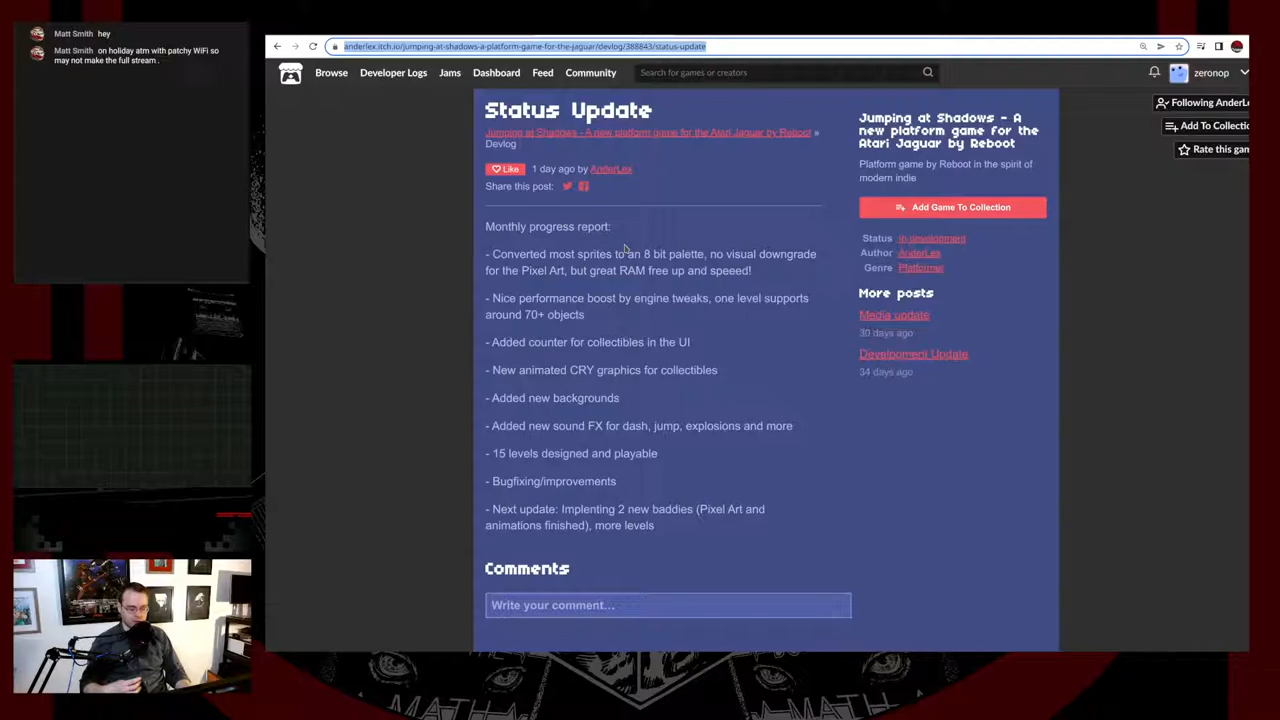 Matt Smith hey
Matt Smith on holiday atm with patchy WiFi so
may not make the full stream .
anderlex.itch.io/jumping-at-shadows-a-platform-game-for-the-jaguar/devlog/388843/status-update
Browse Developer Logs Jams Dashboard Feed Community Search for games or creators zeronop
Following AnderLe
Add To Collectio
Rate this gam
Status Update
Jumping at Shadows - A new platform game for the Atari Jaguar by Reboot »
Devlog
Like 1 day ago by AnderLex
Share this post:
Monthly progress report:
- Converted most sprites to an 8 bit palette, no visual downgrade
for the Pixel Art, but great RAM free up and speeed!
- Nice performance boost by engine tweaks, one level supports
around 70+ objects
- Added counter for collectibles in the UI
- New animated CRY graphics for collectibles
- Added new backgrounds
- Added new sound FX for dash, jump, explosions and more
- 15 levels designed and playable
- Bugfixing/improvements
- Next update: Implenting 2 new baddies (Pixel Art and
animations finished), more levels
Comments
Write your comment...
Jumping at Shadows - A
new platform game for the
Atari Jaguar by Reboot
Platform game by Reboot in the spirit of
modern indie
Add Game To Collection
Status In development
Author AnderLex
Genre Platformer
More posts
Media update
30 days ago
Development Update
34 days ago